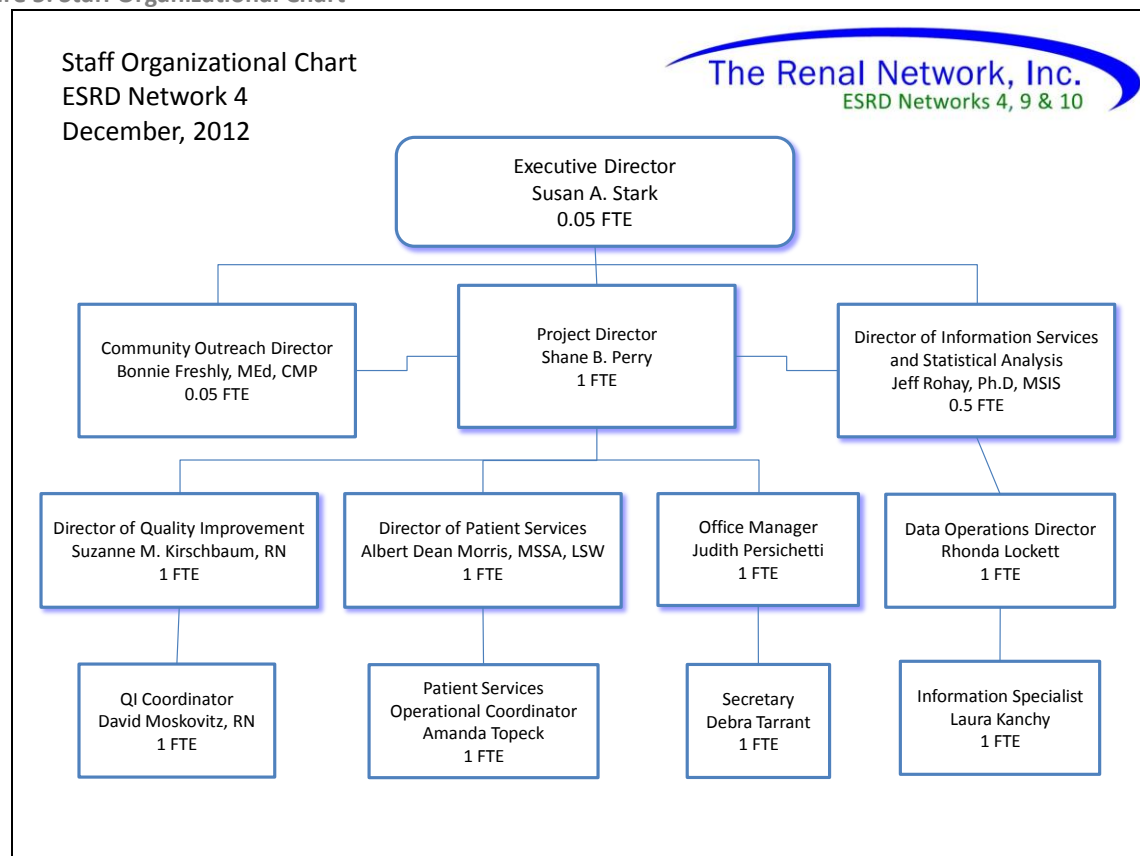 Staff Organizational Chart
ESRD Network 4
December, 2012
The Renal Network, Inc.
ESRD Networks 4, 9 & 10
Executive Director
Susan A. Stark
0.05 FTE
Community Outreach Director
Bonnie Freshly, MEd, CMP
0.05 FTE
Project Director
Shane B. Perry
1 FTE
Director of Information Services
and Statistical Analysis
Jeff Rohay, Ph.D, MSIS
0.5 FTE
Director of Quality Improvement
Suzanne M. Kirschbaum, RN
1 FTE
Director of Patient Services
Albert Dean Morris, MSSA, LSW
1 FTE
Office Manager
Judith Persichetti
1 FTE
Data Operations Director
Rhonda Lockett
1 FTE
QI Coordinator
David Moskovitz, RN
1 FTE
Patient Services
Operational Coordinator
Amanda Topeck
1 FTE
Secretary
Debra Tarrant
1 FTE
Information Specialist
Laura Kanchy
1 FTE